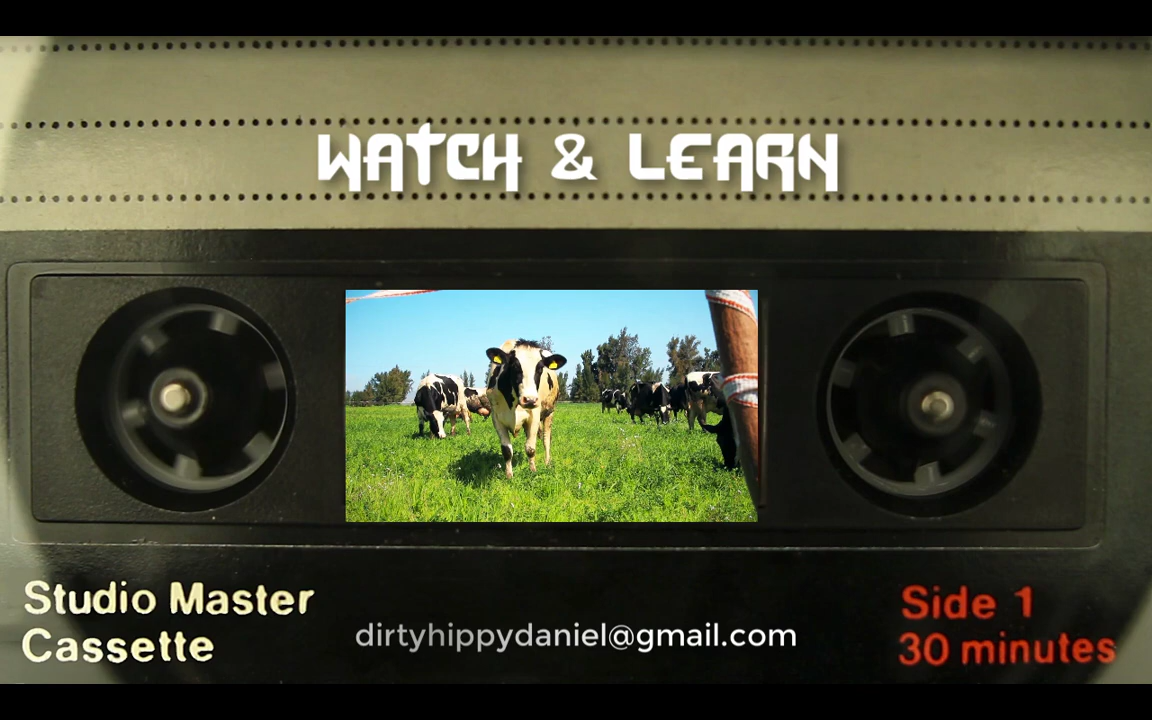 WATCH & LEARN
Studio Master
Cassette
dirtyhippydaniel@gmail.com
Side 1
30 minutes